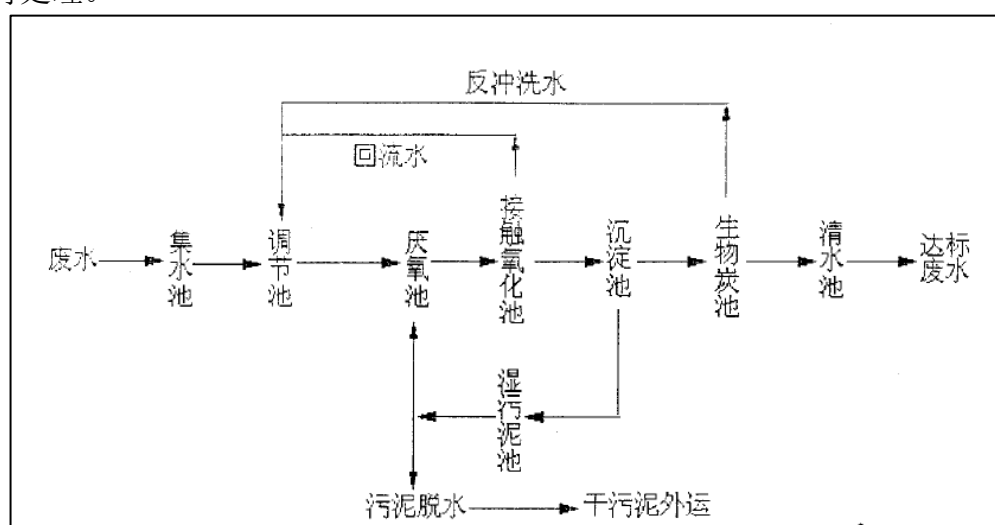 反冲洗水
回流水
废水
集水池
调节池
厌氧池
接触氧化池
沉淀池
生物炭池
清水池
达标废水
湿污泥池
污泥脱水
干污泥外运